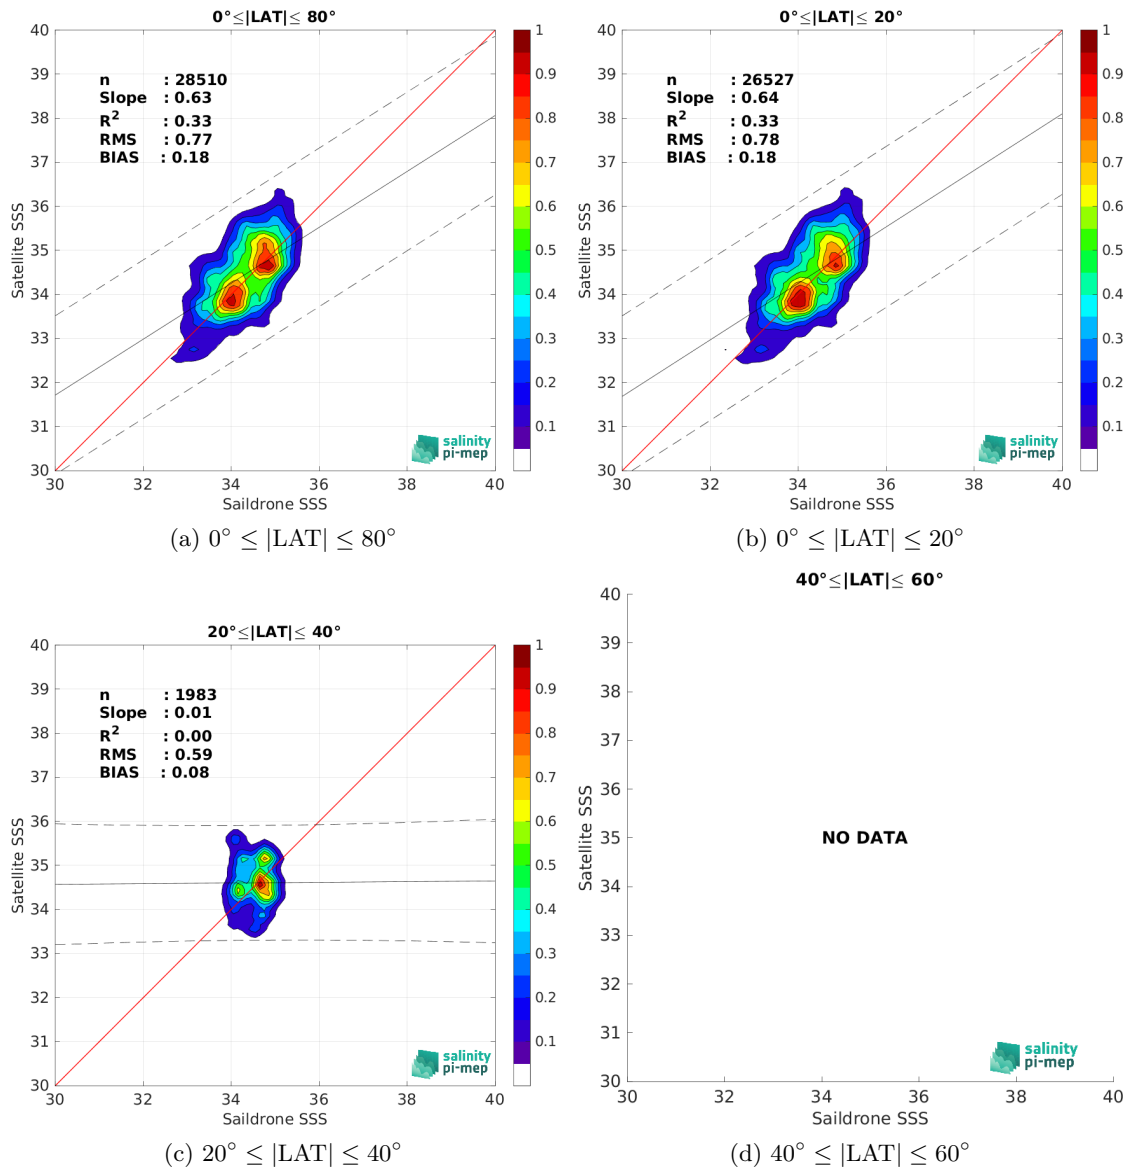 0°≤|LAT|≤ 80°
40
39
38
37
36
35
34
33
32
31
30
Satellite SSS
n : 28510
Slope : 0.63
R2 : 0.33
RMS : 0.77
BIAS : 0.18
salinity
pi-mep
30 32 34 36 38 40
Saildrone SSS
1
0.9
0.8
0.7
0.6
0.5
0.4
0.3
0.2
0.1
(a) 0° ≤ |LAT| ≤ 80°
0°≤|LAT|≤ 20°
40
39
38
37
36
35
34
33
32
31
30
Satellite SSS
n : 26527
Slope : 0.64
R2 : 0.33
RMS : 0.78
BIAS : 0.18
salinity
pi-mep
30 32 34 36 38 40
Saildrone SSS
1
0.9
0.8
0.7
0.6
0.5
0.4
0.3
0.2
0.1
(b) 0° ≤ |LAT| ≤ 20°
20°≤|LAT|≤ 40°
40
39
38
37
36
35
34
33
32
31
30
Satellite SSS
n : 1983
Slope : 0.01
R2 : 0.00
RMS : 0.59
BIAS : 0.08
salinity
pi-mep
30 32 34 36 38 40
Saildrone SSS
1
0.9
0.8
0.7
0.6
0.5
0.4
0.3
0.2
0.1
(c) 20° ≤ |LAT| ≤ 40°
40°≤|LAT|≤ 60°
40
39
38
37
36
35
34
33
32
31
30
Satellite SSS
NO DATA
salinity
pi-mep
30 32 34 36 38 40
Saildrone SSS
(d) 40° ≤ |LAT| ≤ 60°